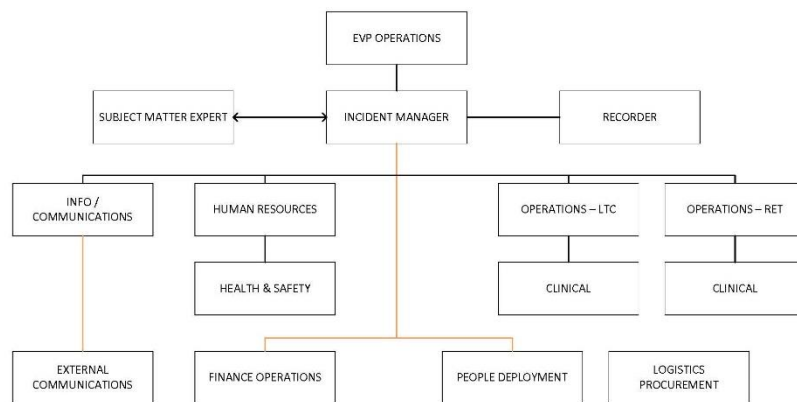 EVP OPERATIONS
SUBJECT MATTER EXPERT
INCIDENT MANAGER
RECORDER
INFO /
COMMUNICATIONS
HUMAN RESOURCES
OPERATIONS – LTC
OPERATIONS – RET
HEALTH & SAFETY
CLINICAL
CLINICAL
EXTERNAL
COMMUNICATIONS
FINANCE OPERATIONS
PEOPLE DEPLOYMENT
LOGISTICS
PROCUREMENT